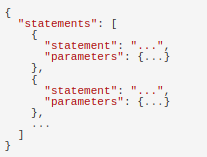 {
  "statements": [
    {
      "statement": "...",
      "parameters": {...}
    },
    {
      "statement": "...",
      "parameters": {...}
    },
    ...
  ]
}